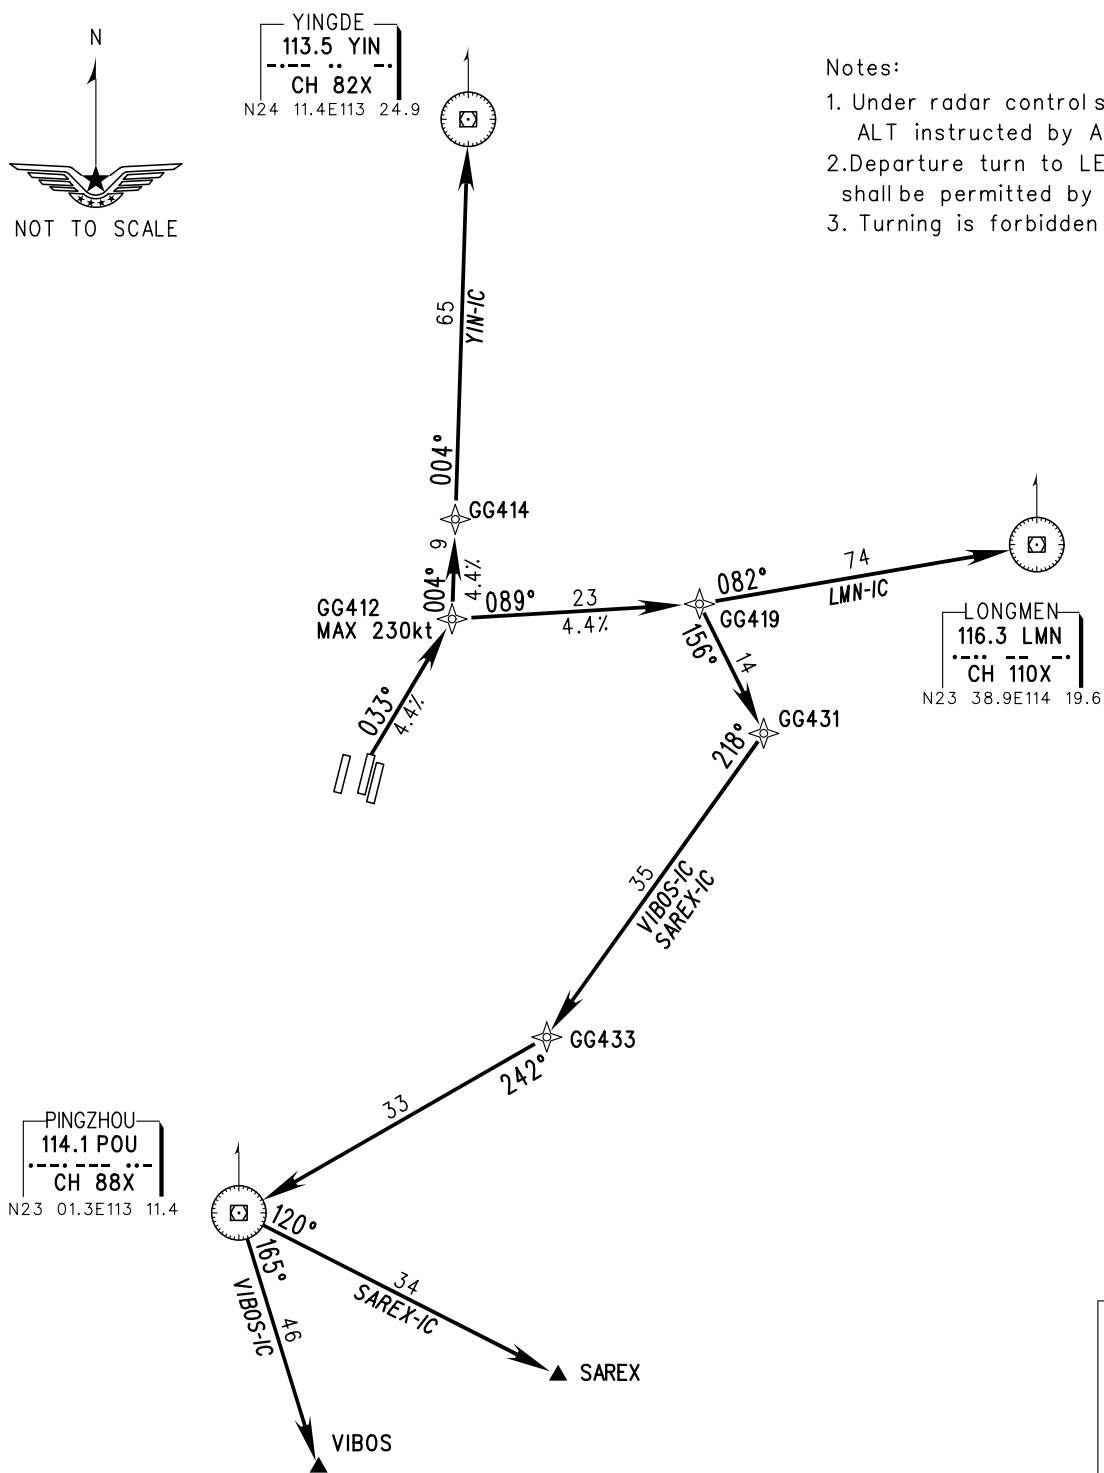 N
NOT TO SCALE
YINGDE
113.5 YIN
CH 82X
N24 11.4E113 24.9
Notes:
1. Under radar control s
ALT instructed by A
2.Departure turn to LE
shall be permitted by
3. Turning is forbidden
65
YIN-IC
004°
GG414
9
004°
4.4%
GG412
MAX 230kt
089°
23
4.4%
GG419
082°
74
LMN-IC
LONGMEN
116.3 LMN
CH 110X
N23 38.9E114 19.6
033°
4.4%
156°
14
GG431
218°
35
VIBOS-IC
SAREX-IC
GG433
242°
33
PINGZHOU
114.1 POU
CH 88X
N23 01.3E113 11.4
120°
34
SAREX-IC
SAREX
165°
46
VIBOS-IC
VIBOS